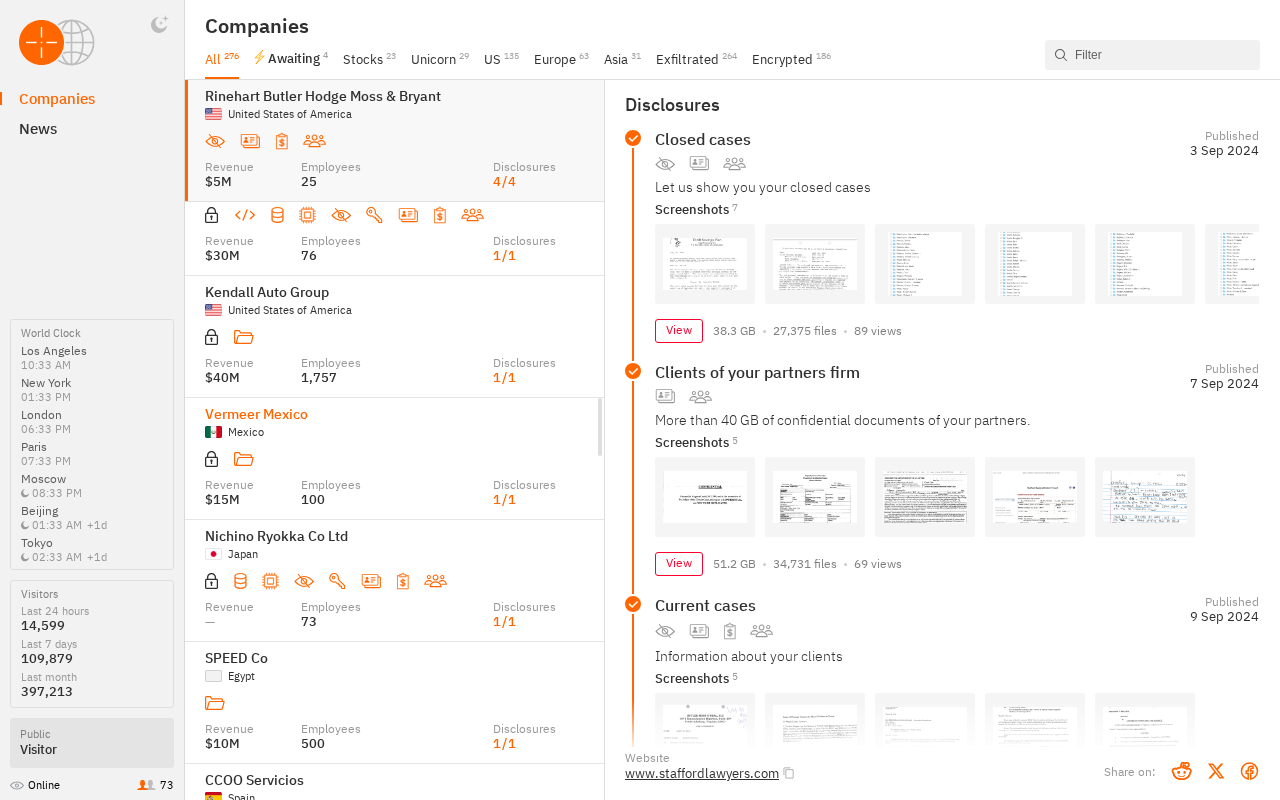 Companies
News
World Clock
Los Angeles
10:33 AM
New York
01:33 PM
London
06:33 PM
Paris
07:33 PM
Moscow
08:33 PM
Beijing
01:33 AM +1d
Tokyo
02:33 AM +1d
Visitors
Last 24 hours
14,599
Last 7 days
109,879
Last month
397,213
Public
Visitor
Online 73
Companies
All 276 Awaiting 4 Stocks 23 Unicorn 29 US 135 Europe 63 Asia 31 Exfiltrated 264 Encrypted 186
Filter
Rinehart Butler Hodge Moss & Bryant
United States of America
Revenue Employees Disclosures
$5M 25 4/4
Revenue Employees Disclosures
$30M 76 1/1
Kendall Auto Group
United States of America
Revenue Employees Disclosures
$40M 1,757 1/1
Vermeer Mexico
Mexico
Revenue Employees Disclosures
$15M 100 1/1
Nichino Ryokka Co Ltd
Japan
Revenue Employees Disclosures
— 73 1/1
SPEED Co
Egypt
Revenue Employees Disclosures
$10M 500 1/1
CCOO Servicios
Spain
Disclosures
Closed cases
Published
3 Sep 2024
Let us show you your closed cases
Screenshots 7
View 38.3 GB • 27,375 files • 89 views
Clients of your partners firm
Published
7 Sep 2024
More than 40 GB of confidential documents of your partners.
Screenshots 5
CONFIDENTIAL
View 51.2 GB • 34,731 files • 69 views
Current cases
Published
9 Sep 2024
Information about your clients
Screenshots 5
Website
www.staffordlawyers.com
Share on: